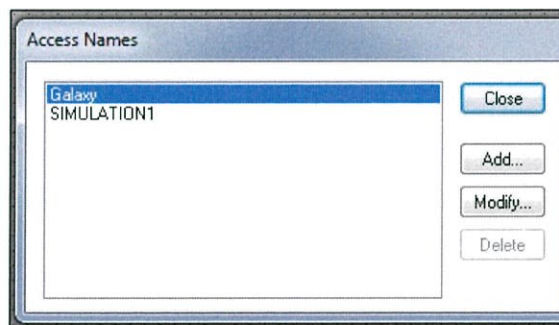 Access Names
Galaxy
SIMULATION1
Close
Add...
Modify...
Delete